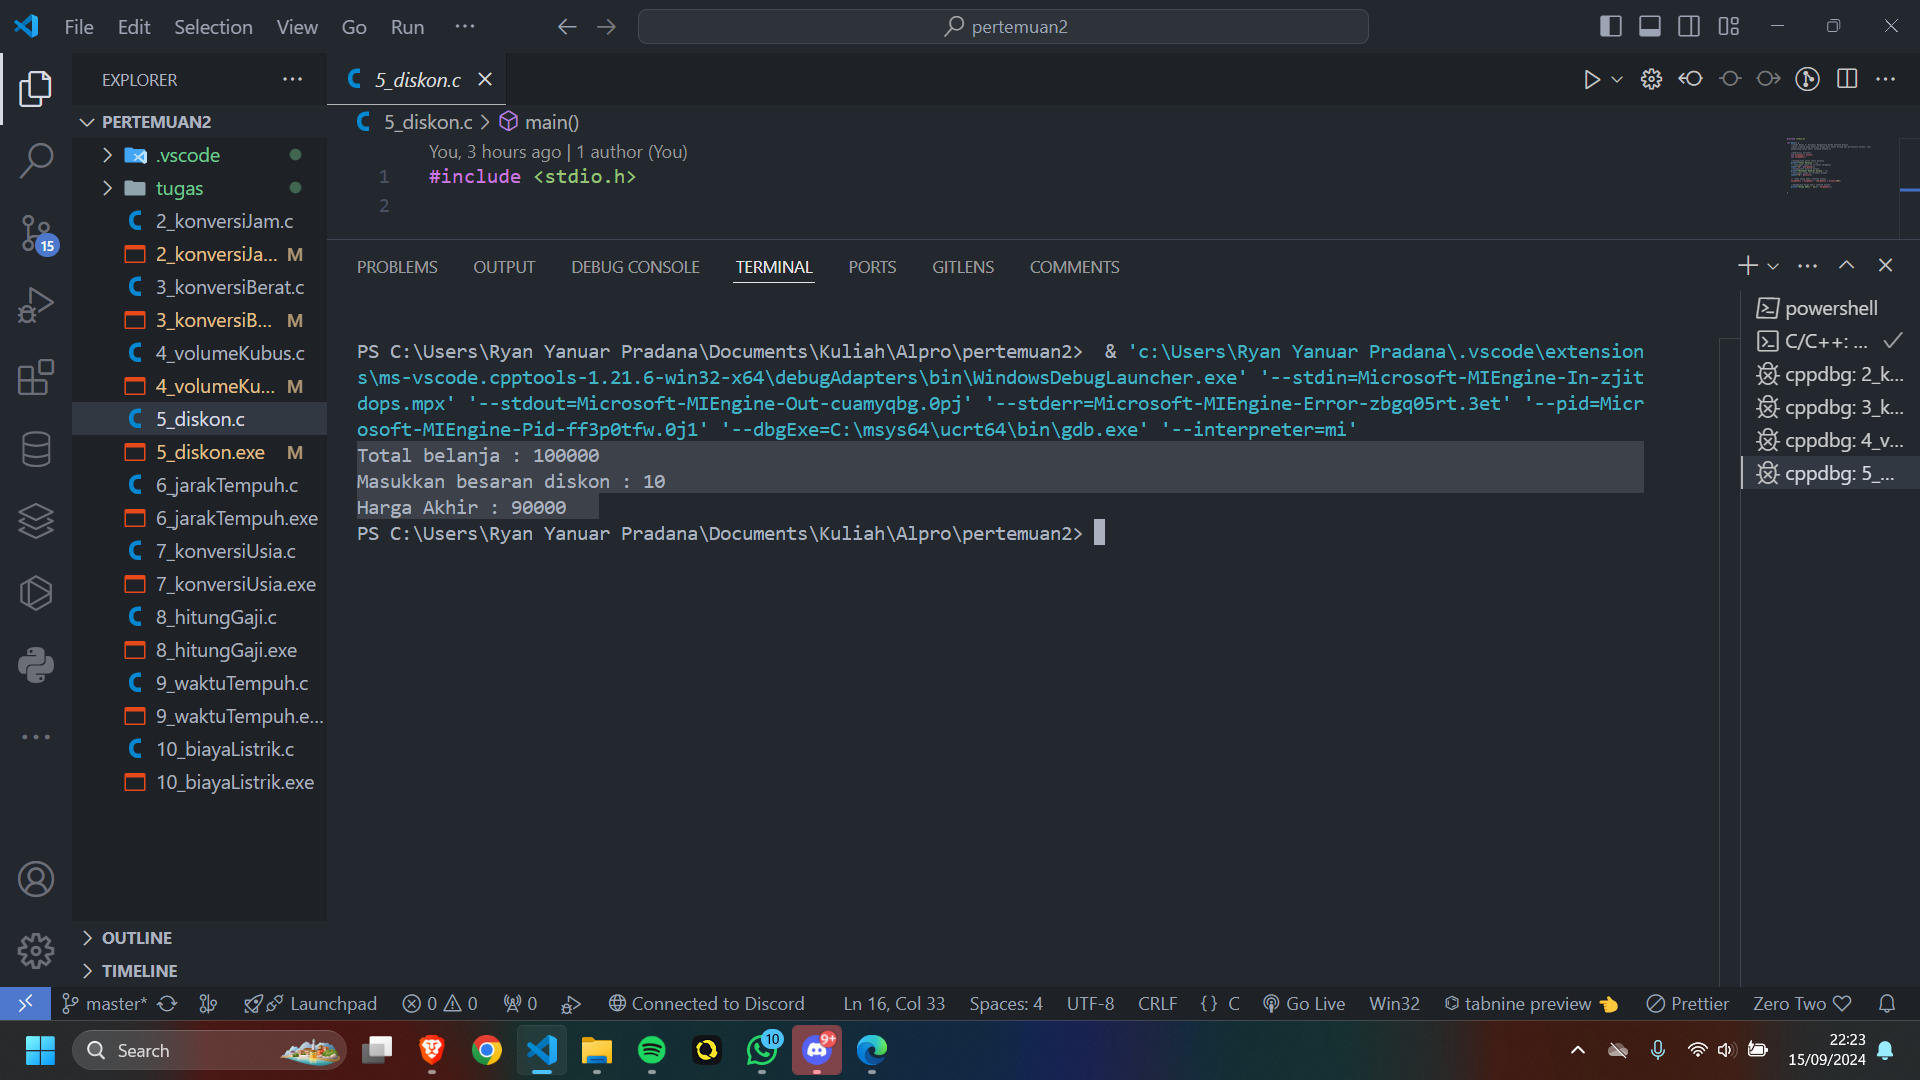 File Edit Selection View Go Run ···
pertemuan2
EXPLORER
PERTEMUAN2
.vscode
tugas
2_konversiJam.c
2_konversiJa... M
3_konversiBerat.c
3_konversiB... M
4_volumeKubus.c
4_volumeKu... M
5_diskon.c
5_diskon.exe M
6_jarakTempuh.c
6_jarakTempuh.exe
7_konversiUsia.c
7_konversiUsia.exe
8_hitungGaji.c
8_hitungGaji.exe
9_waktuTempuh.c
9_waktuTempuh.e...
10_biayaListrik.c
10_biayaListrik.exe
OUTLINE
TIMELINE
15
5_diskon.c
5_diskon.c > main()
You, 3 hours ago | 1 author (You)
1 #include <stdio.h>
2
PROBLEMS OUTPUT DEBUG CONSOLE TERMINAL PORTS GITLENS COMMENTS
PS C:\Users\Ryan Yanuar Pradana\Documents\Kuliah\Alpro\pertemuan2>  & 'c:\Users\Ryan Yanuar Pradana\.vscode\extension
s\ms-vscode.cpptools-1.21.6-win32-x64\debugAdapters\bin\WindowsDebugLauncher.exe' '--stdin=Microsoft-MIEngine-In-zjit
dops.mpx' '--stdout=Microsoft-MIEngine-Out-cuamyqbg.0pj' '--stderr=Microsoft-MIEngine-Error-zbgq05rt.3et' '--pid=Micr
osoft-MIEngine-Pid-ff3p0tfw.0j1' '--dbgExe=C:\msys64\ucrt64\bin\gdb.exe' '--interpreter=mi'
Total belanja : 100000
Masukkan besaran diskon : 10
Harga Akhir : 90000
PS C:\Users\Ryan Yanuar Pradana\Documents\Kuliah\Alpro\pertemuan2>
powershell
C/C++: ...
cppdbg: 2_k...
cppdbg: 3_k...
cppdbg: 4_v...
cppdbg: 5_...
master* Launchpad 0 0 0 Connected to Discord Ln 16, Col 33 Spaces: 4 UTF-8 CRLF {} C Go Live Win32 tabnine preview Prettier Zero Two
Search
10
9+
22:23
15/09/2024